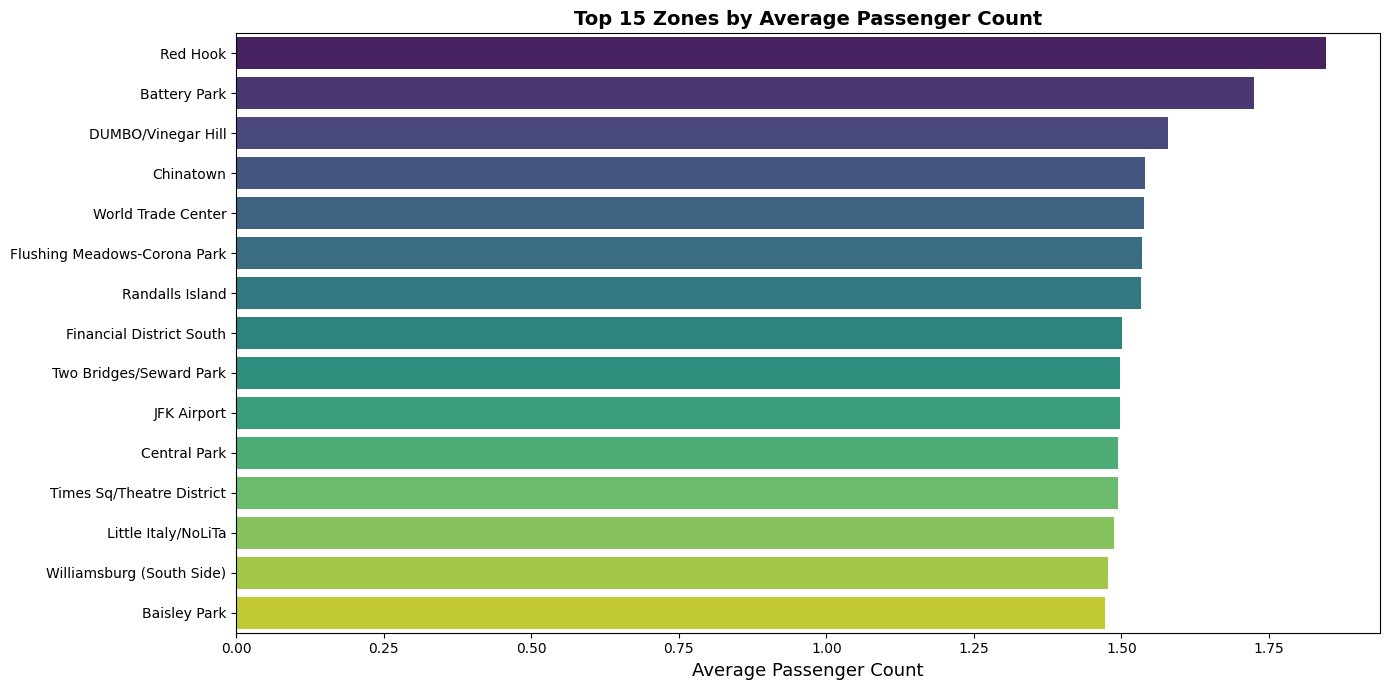 Top 15 Zones by Average Passenger Count
Red Hook
Battery Park
DUMBO/Vinegar Hill
Chinatown
World Trade Center
Flushing Meadows-Corona Park
Randalls Island
Financial District South
Two Bridges/Seward Park
JFK Airport
Central Park
Times Sq/Theatre District
Little Italy/NoLiTa
Williamsburg (South Side)
Baisley Park
0.00 0.25 0.50 0.75 1.00 1.25 1.50 1.75
Average Passenger Count